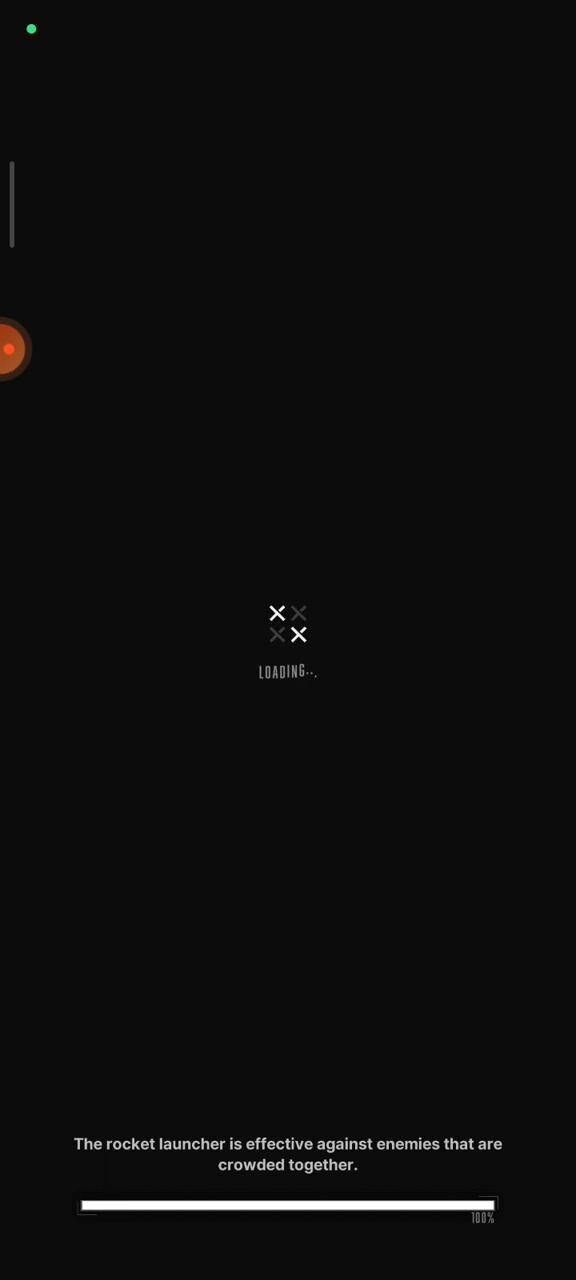 LOADING...
The rocket launcher is effective against enemies that are
crowded together.
100%